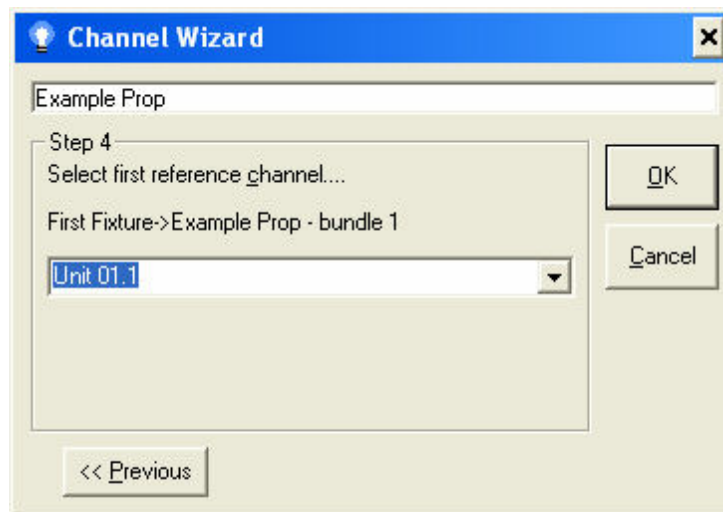 Channel Wizard
Example Prop
Step 4
Select first reference channel....
OK
First Fixture->Example Prop - bundle 1
Cancel
Unit 01.1
<< Previous